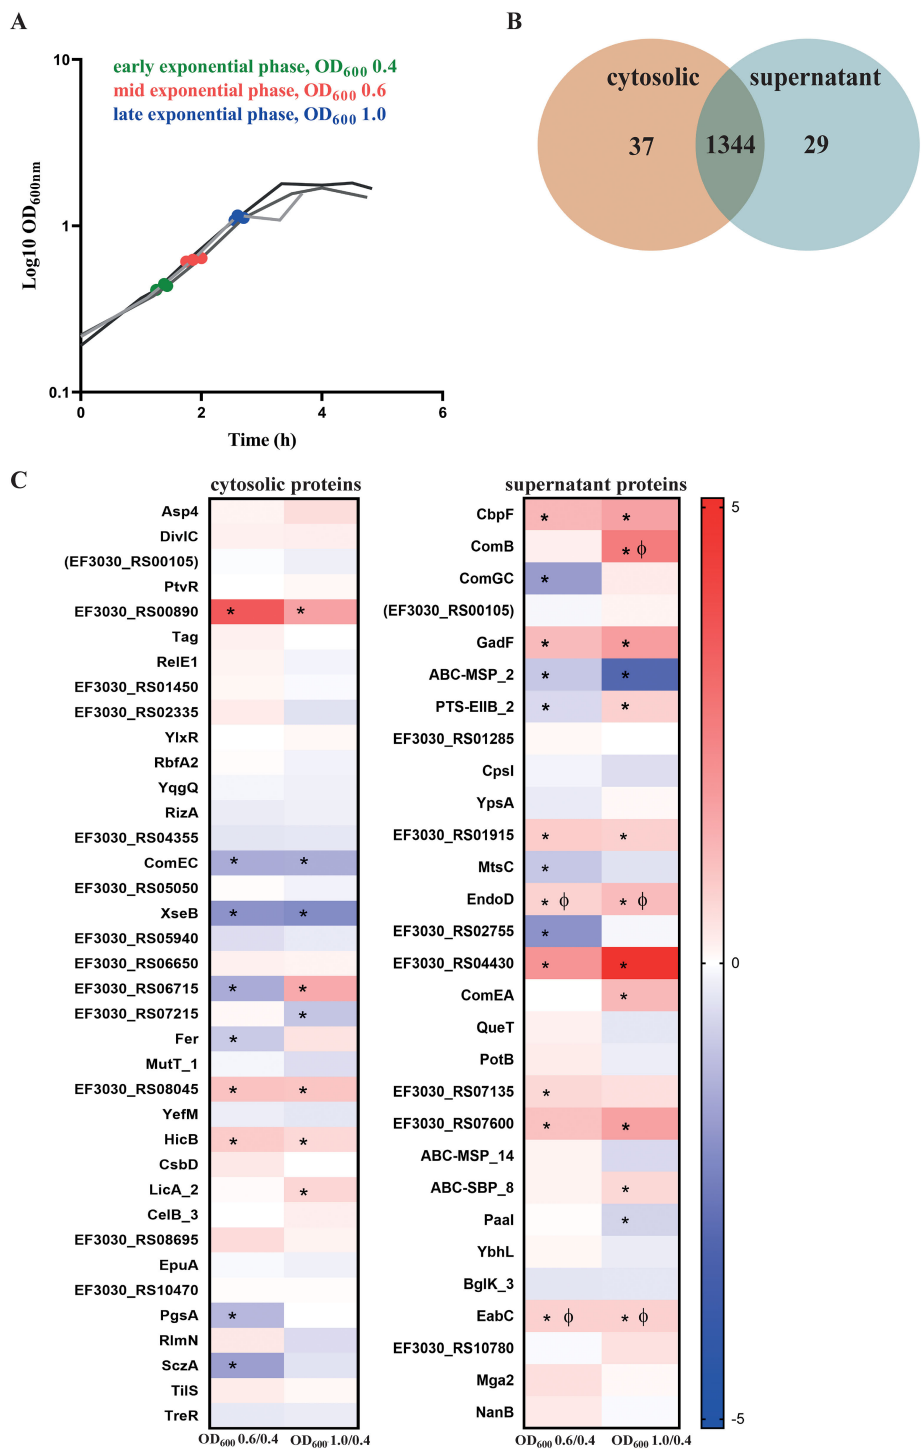 A
early exponential phase, OD600 0.4
mid exponential phase, OD600 0.6
late exponential phase, OD600 1.0
10
1
0.1
Log10 OD600nm
0
2
4
6
Time (h)
B
cytosolic
supernatant
37
1344
29
C
cytosolic proteins
Asp4
DivIC
(EF3030_RS00105)
PtvR
EF3030_RS00890
* *
Tag
RelE1
EF3030_RS01450
EF3030_RS02335
YlxR
RbfA2
YqgQ
RizA
EF3030_RS04355
ComEC
* *
EF3030_RS05050
XseB
* *
EF3030_RS05940
EF3030_RS06650
EF3030_RS06715
* *
EF3030_RS07215
*
Fer
*
MutT_1
EF3030_RS08045
* *
YefM
HicB
* *
CsbD
LicA_2
*
CelB_3
EF3030_RS08695
EpuA
EF3030_RS10470
PgsA
*
RlmN
SczA
*
TilS
TreR
OD600 0.6/0.4
OD600 1.0/0.4
supernatant proteins
CbpF
* *
ComB
* ϕ
ComGC
*
(EF3030_RS00105)
GadF
* *
ABC-MSP_2
* *
PTS-EIIB_2
* *
EF3030_RS01285
CpsI
YpsA
EF3030_RS01915
* *
MtsC
*
EndoD
* ϕ * ϕ
EF3030_RS02755
*
EF3030_RS04430
* *
ComEA
*
QueT
PotB
EF3030_RS07135
*
EF3030_RS07600
* *
ABC-MSP_14
ABC-SBP_8
*
PaaI
*
YbhL
BglK_3
EabC
* ϕ * ϕ
EF3030_RS10780
Mga2
NanB
OD600 0.6/0.4
OD600 1.0/0.4
5
0
-5